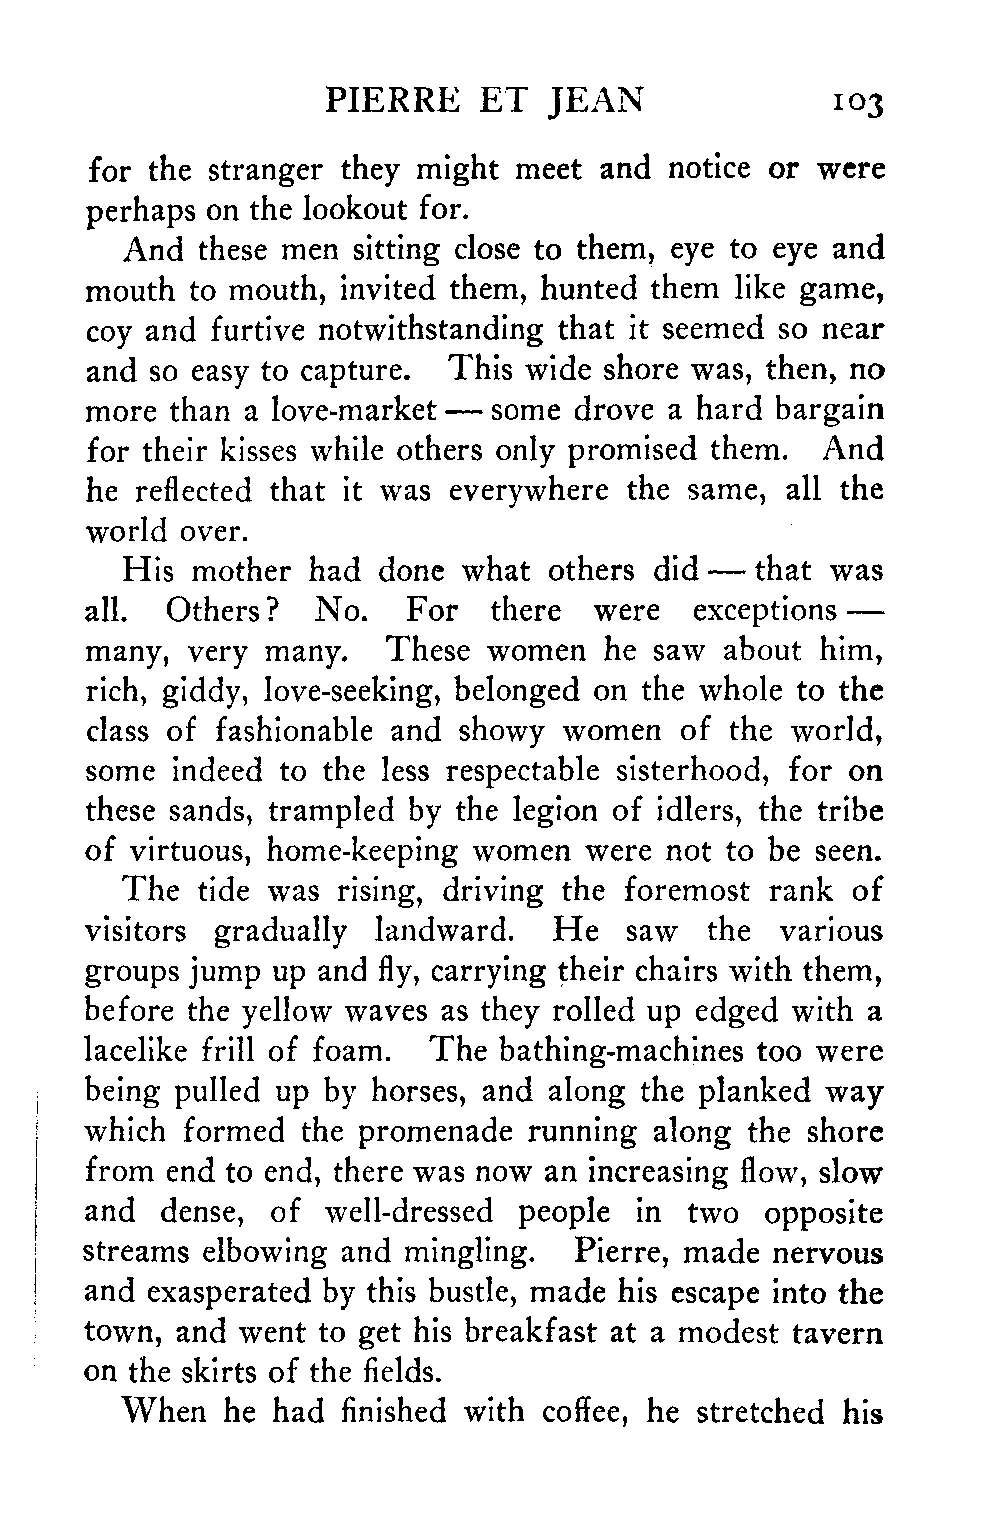 PIERRE ET JEAN 103
for the stranger they might meet and notice or were
perhaps on the lookout for.
And these men sitting close to them, eye to eye and
mouth to mouth, invited them, hunted them like game,
coy and furtive notwithstanding that it seemed so near
and so easy to capture. This wide shore was, then, no
more than a love-market — some drove a hard bargain
for their kisses while others only promised them. And
he reflected that it was everywhere the same, all the
world over.
His mother had done what others did — that was
all. Others? No. For there were exceptions —
many, very many. These women he saw about him,
rich, giddy, love-seeking, belonged on the whole to the
class of fashionable and showy women of the world,
some indeed to the less respectable sisterhood, for on
these sands, trampled by the legion of idlers, the tribe
of virtuous, home-keeping women were not to be seen.
The tide was rising, driving the foremost rank of
visitors gradually landward. He saw the various
groups jump up and fly, carrying their chairs with them,
before the yellow waves as they rolled up edged with a
lacelike frill of foam. The bathing-machines too were
being pulled up by horses, and along the planked way
which formed the promenade running along the shore
from end to end, there was now an increasing flow, slow
and dense, of well-dressed people in two opposite
streams elbowing and mingling. Pierre, made nervous
and exasperated by this bustle, made his escape into the
town, and went to get his breakfast at a modest tavern
on the skirts of the fields.
When he had finished with coffee, he stretched his